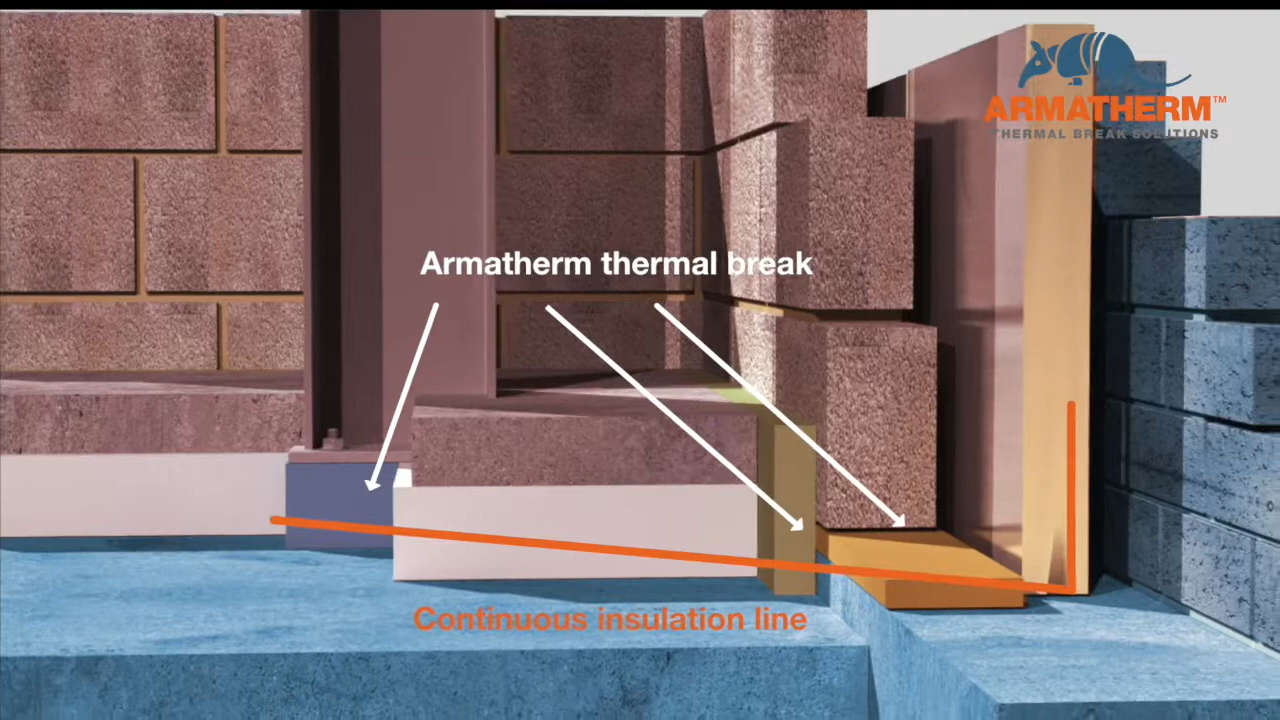 ARMATHERM™
THERMAL BREAK SOLUTIONS
Armatherm thermal break
Continuous insulation line